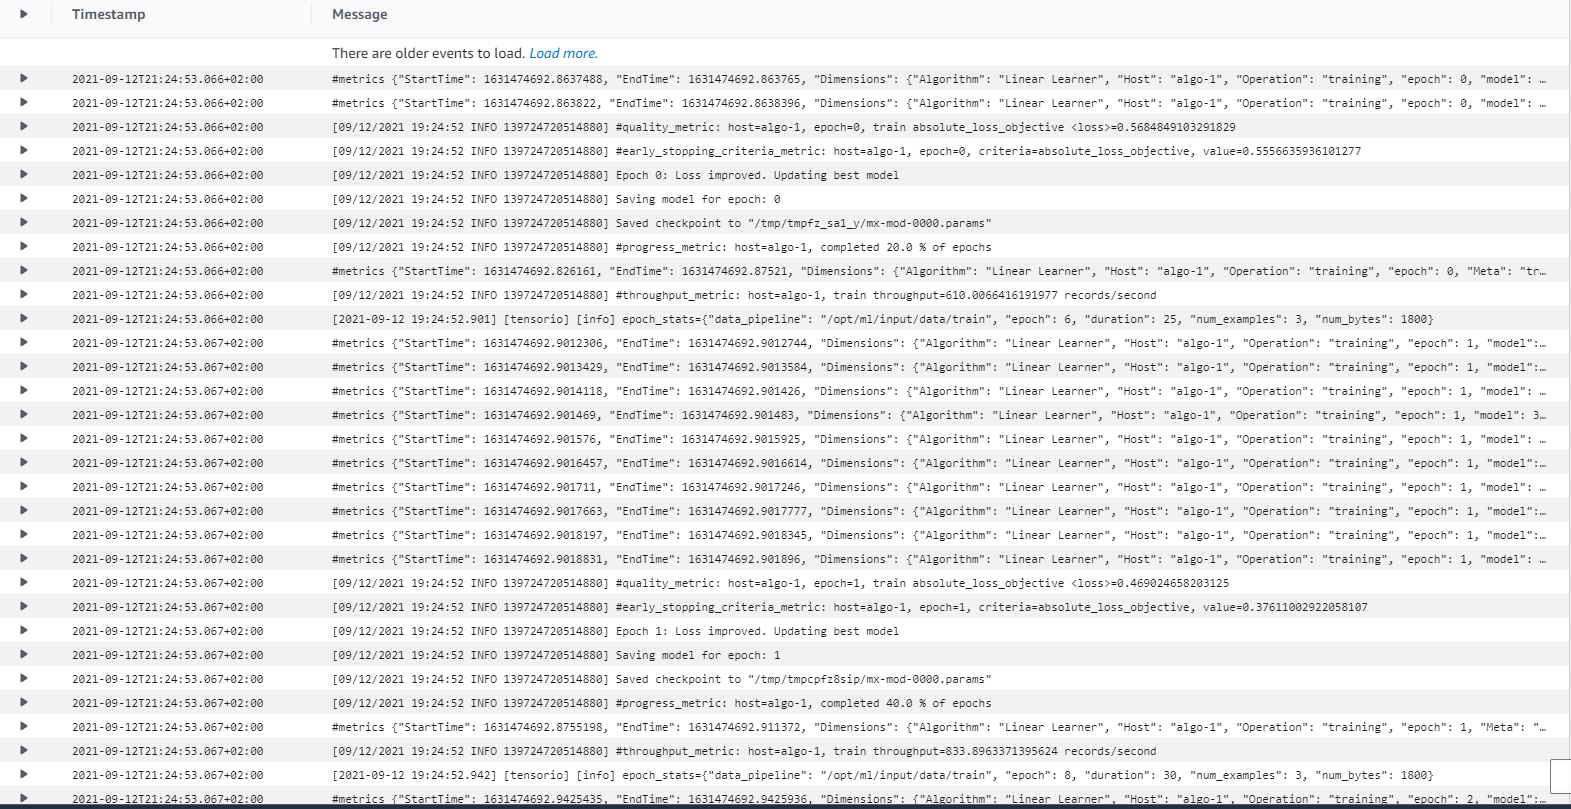 Timestamp Message
There are older events to load. Load more.
2021-09-12T21:24:53.066+02:00 #metrics {"StartTime": 1631474692.8637488, "EndTime": 1631474692.863765, "Dimensions": {"Algorithm": "Linear Learner", "Host": "algo-1", "Operation": "training", "epoch": 0, "model": …
2021-09-12T21:24:53.066+02:00 #metrics {"StartTime": 1631474692.863822, "EndTime": 1631474692.8638396, "Dimensions": {"Algorithm": "Linear Learner", "Host": "algo-1", "Operation": "training", "epoch": 0, "model": …
2021-09-12T21:24:53.066+02:00 [09/12/2021 19:24:52 INFO 139724720514880] #quality_metric: host=algo-1, epoch=0, train absolute_loss_objective <loss>=0.5684849103291829
2021-09-12T21:24:53.066+02:00 [09/12/2021 19:24:52 INFO 139724720514880] #early_stopping_criteria_metric: host=algo-1, epoch=0, criteria=absolute_loss_objective, value=0.5556635936101277
2021-09-12T21:24:53.066+02:00 [09/12/2021 19:24:52 INFO 139724720514880] Epoch 0: Loss improved. Updating best model
2021-09-12T21:24:53.066+02:00 [09/12/2021 19:24:52 INFO 139724720514880] Saving model for epoch: 0
2021-09-12T21:24:53.066+02:00 [09/12/2021 19:24:52 INFO 139724720514880] Saved checkpoint to "/tmp/tmpfz_sa1_y/mx-mod-0000.params"
2021-09-12T21:24:53.066+02:00 [09/12/2021 19:24:52 INFO 139724720514880] #progress_metric: host=algo-1, completed 20.0 % of epochs
2021-09-12T21:24:53.066+02:00 #metrics {"StartTime": 1631474692.826161, "EndTime": 1631474692.87521, "Dimensions": {"Algorithm": "Linear Learner", "Host": "algo-1", "Operation": "training", "epoch": 0, "Meta": "tr…
2021-09-12T21:24:53.066+02:00 [09/12/2021 19:24:52 INFO 139724720514880] #throughput_metric: host=algo-1, train throughput=610.0066416191977 records/second
2021-09-12T21:24:53.066+02:00 [2021-09-12 19:24:52.901] [tensorio] [info] epoch_stats={"data_pipeline": "/opt/ml/input/data/train", "epoch": 6, "duration": 25, "num_examples": 3, "num_bytes": 1800}
2021-09-12T21:24:53.066+02:00 #metrics {"StartTime": 1631474692.9012306, "EndTime": 1631474692.9012744, "Dimensions": {"Algorithm": "Linear Learner", "Host": "algo-1", "Operation": "training", "epoch": 1, "model":…
2021-09-12T21:24:53.066+02:00 #metrics {"StartTime": 1631474692.9013429, "EndTime": 1631474692.9013584, "Dimensions": {"Algorithm": "Linear Learner", "Host": "algo-1", "Operation": "training", "epoch": 1, "model":…
2021-09-12T21:24:53.066+02:00 #metrics {"StartTime": 1631474692.9014118, "EndTime": 1631474692.901426, "Dimensions": {"Algorithm": "Linear Learner", "Host": "algo-1", "Operation": "training", "epoch": 1, "model": …
2021-09-12T21:24:53.066+02:00 #metrics {"StartTime": 1631474692.901469, "EndTime": 1631474692.901483, "Dimensions": {"Algorithm": "Linear Learner", "Host": "algo-1", "Operation": "training", "epoch": 1, "model": 3…
2021-09-12T21:24:53.067+02:00 #metrics {"StartTime": 1631474692.901576, "EndTime": 1631474692.9015925, "Dimensions": {"Algorithm": "Linear Learner", "Host": "algo-1", "Operation": "training", "epoch": 1, "model": …
2021-09-12T21:24:53.067+02:00 #metrics {"StartTime": 1631474692.9016457, "EndTime": 1631474692.9016614, "Dimensions": {"Algorithm": "Linear Learner", "Host": "algo-1", "Operation": "training", "epoch": 1, "model":…
2021-09-12T21:24:53.067+02:00 #metrics {"StartTime": 1631474692.901711, "EndTime": 1631474692.9017246, "Dimensions": {"Algorithm": "Linear Learner", "Host": "algo-1", "Operation": "training", "epoch": 1, "model": …
2021-09-12T21:24:53.067+02:00 #metrics {"StartTime": 1631474692.9017663, "EndTime": 1631474692.9017777, "Dimensions": {"Algorithm": "Linear Learner", "Host": "algo-1", "Operation": "training", "epoch": 1, "model":…
2021-09-12T21:24:53.067+02:00 #metrics {"StartTime": 1631474692.9018197, "EndTime": 1631474692.9018345, "Dimensions": {"Algorithm": "Linear Learner", "Host": "algo-1", "Operation": "training", "epoch": 1, "model":…
2021-09-12T21:24:53.067+02:00 #metrics {"StartTime": 1631474692.9018831, "EndTime": 1631474692.901896, "Dimensions": {"Algorithm": "Linear Learner", "Host": "algo-1", "Operation": "training", "epoch": 1, "model": …
2021-09-12T21:24:53.067+02:00 [09/12/2021 19:24:52 INFO 139724720514880] #quality_metric: host=algo-1, epoch=1, train absolute_loss_objective <loss>=0.469024658203125
2021-09-12T21:24:53.067+02:00 [09/12/2021 19:24:52 INFO 139724720514880] #early_stopping_criteria_metric: host=algo-1, epoch=1, criteria=absolute_loss_objective, value=0.37611002922058107
2021-09-12T21:24:53.067+02:00 [09/12/2021 19:24:52 INFO 139724720514880] Epoch 1: Loss improved. Updating best model
2021-09-12T21:24:53.067+02:00 [09/12/2021 19:24:52 INFO 139724720514880] Saving model for epoch: 1
2021-09-12T21:24:53.067+02:00 [09/12/2021 19:24:52 INFO 139724720514880] Saved checkpoint to "/tmp/tmpcpfz8sip/mx-mod-0000.params"
2021-09-12T21:24:53.067+02:00 [09/12/2021 19:24:52 INFO 139724720514880] #progress_metric: host=algo-1, completed 40.0 % of epochs
2021-09-12T21:24:53.067+02:00 #metrics {"StartTime": 1631474692.8755198, "EndTime": 1631474692.911372, "Dimensions": {"Algorithm": "Linear Learner", "Host": "algo-1", "Operation": "training", "epoch": 1, "Meta": "…
2021-09-12T21:24:53.067+02:00 [09/12/2021 19:24:52 INFO 139724720514880] #throughput_metric: host=algo-1, train throughput=833.8963371395624 records/second
2021-09-12T21:24:53.067+02:00 [2021-09-12 19:24:52.942] [tensorio] [info] epoch_stats={"data_pipeline": "/opt/ml/input/data/train", "epoch": 8, "duration": 30, "num_examples": 3, "num_bytes": 1800}
2021-09-12T21:24:53.067+02:00 #metrics {"StartTime": 1631474692.9425435, "EndTime": 1631474692.9425936, "Dimensions": {"Algorithm": "Linear Learner", "Host": "algo-1", "Operation": "training", "epoch": 2, "model":…